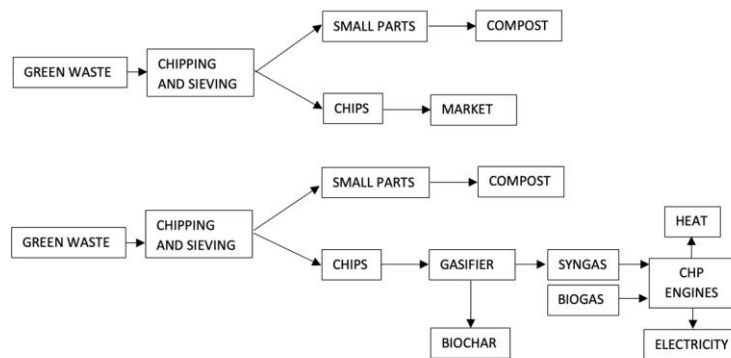 SMALL PARTS
COMPOST
GREEN WASTE
CHIPPING
AND SIEVING
CHIPS
MARKET
SMALL PARTS
COMPOST
GREEN WASTE
CHIPPING
AND SIEVING
HEAT
CHIPS
GASIFIER
SYNGAS
CHP
ENGINES
BIOGAS
BIOCHAR
ELECTRICITY